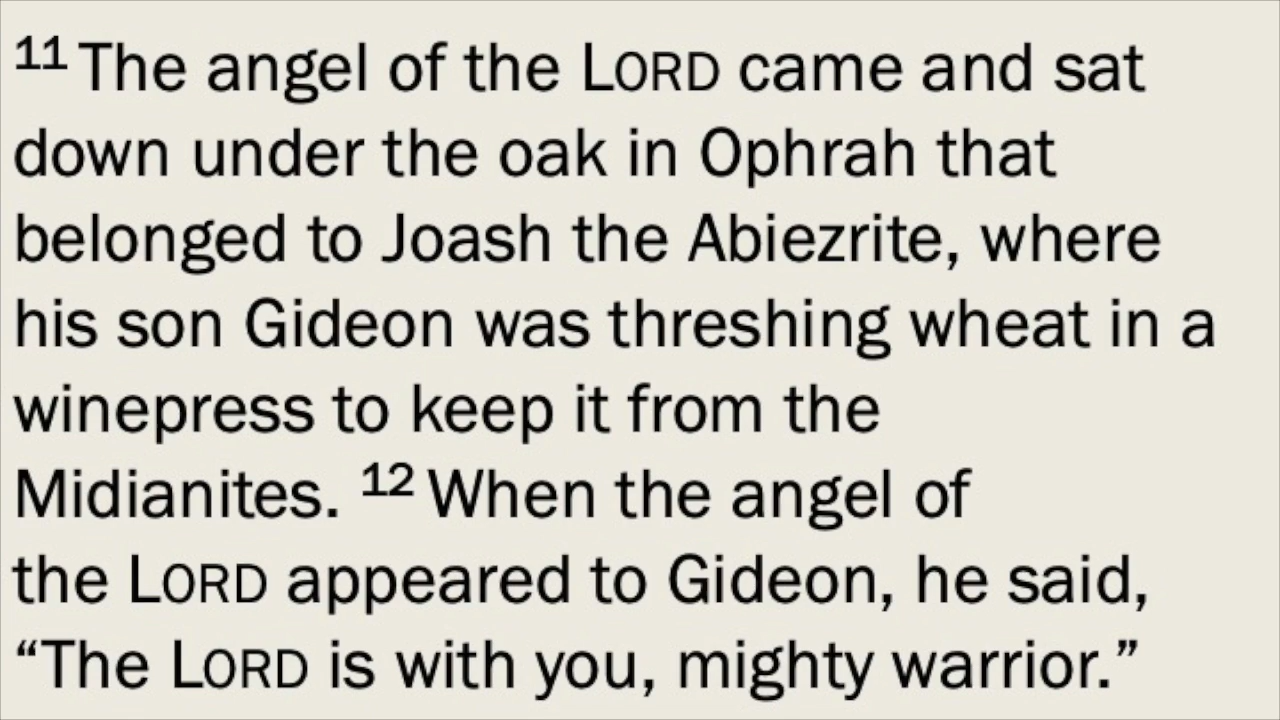 11 The angel of the LORD came and sat
down under the oak in Ophrah that
belonged to Joash the Abiezrite, where
his son Gideon was threshing wheat in a
winepress to keep it from the
Midianites. 12 When the angel of
the LORD appeared to Gideon, he said,
“The LORD is with you, mighty warrior.”